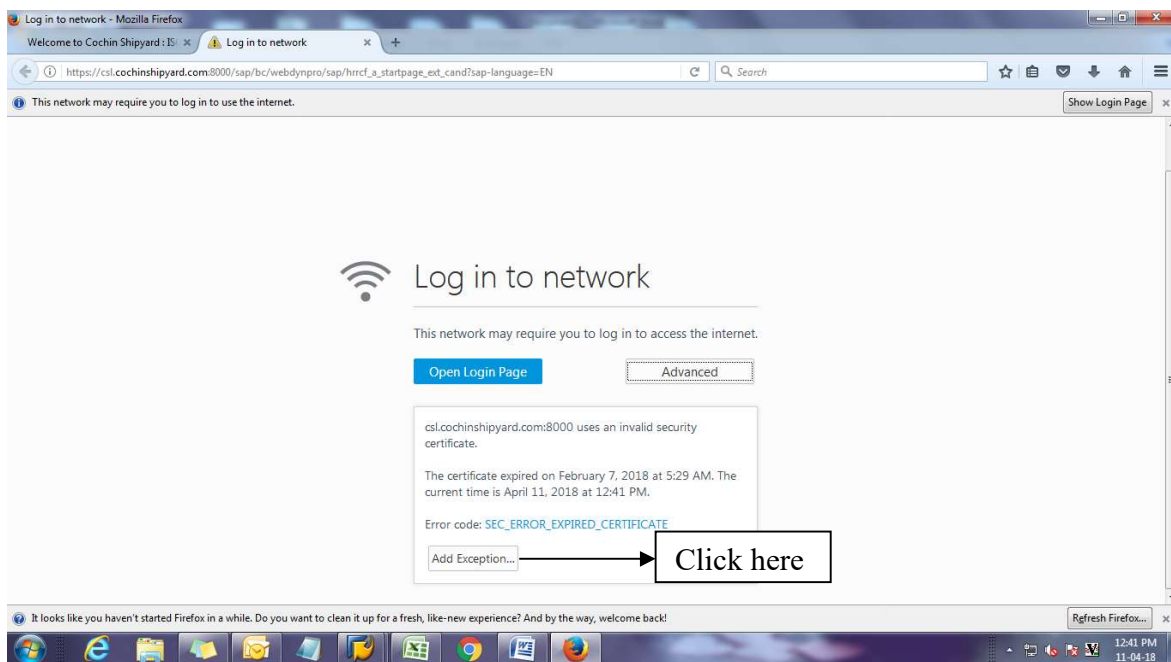 Log in to network - Mozilla Firefox
Welcome to Cochin Shipyard : IS
Log in to network
https://csl.cochinshipyard.com:8000/sap/bc/webdynpro/sap/hrrcf_a_startpage_ext_cand?sap-language=EN
Search
This network may require you to log in to use the internet.
Show Login Page
Log in to network
This network may require you to log in to access the internet.
Open Login Page
Advanced
csl.cochinshipyard.com:8000 uses an invalid security
certificate.
The certificate expired on February 7, 2018 at 5:29 AM. The
current time is April 11, 2018 at 12:41 PM.
Error code: SEC_ERROR_EXPIRED_CERTIFICATE
Add Exception...
Click here
It looks like you haven't started Firefox in a while. Do you want to clean it up for a fresh, like-new experience? And by the way, welcome back!
Refresh Firefox...
12:41 PM
11-04-18